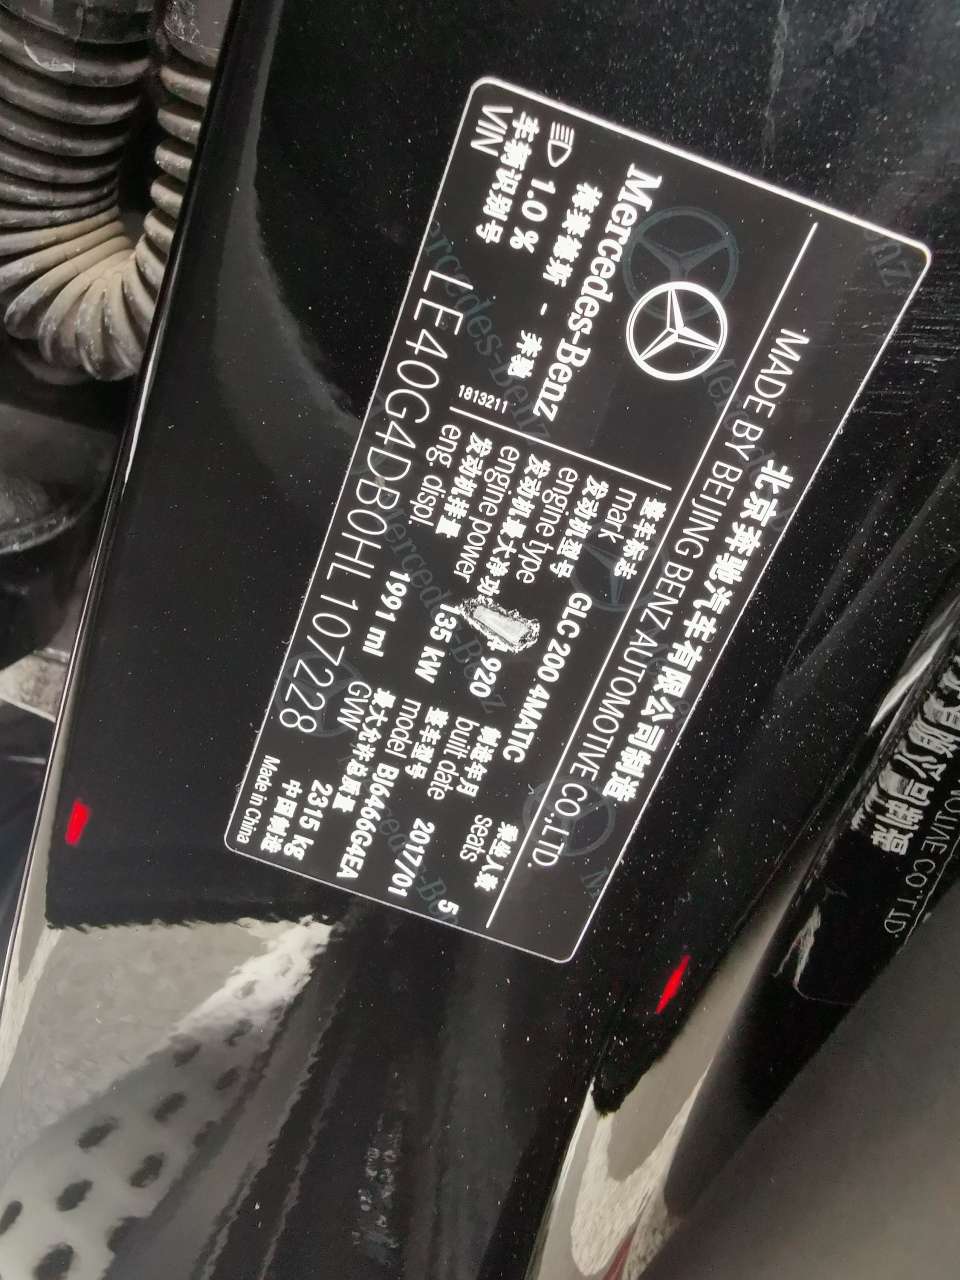 北京奔驰汽车有限公司制造
MADE BY BEIJING BENZ AUTOMOTIVE CO.,LTD.
Mercedes-Benz
梅赛德斯 - 奔驰
1.0 %
1813211
整车标志
mark
GLC 200 4MATIC
乘坐人数
seats
5
发动机型号
engine type
4 920
制造年月
built date
2017/01
发动机最大净功
engine power
135 kW
整车型号
model
BJ6466G4EA
发动机排量
eng. displ.
1991 ml
最大允许总质量
GVW
2315 kg
车辆识别号
VIN
LE40G4DB0HL107228
中国制造
Made in China